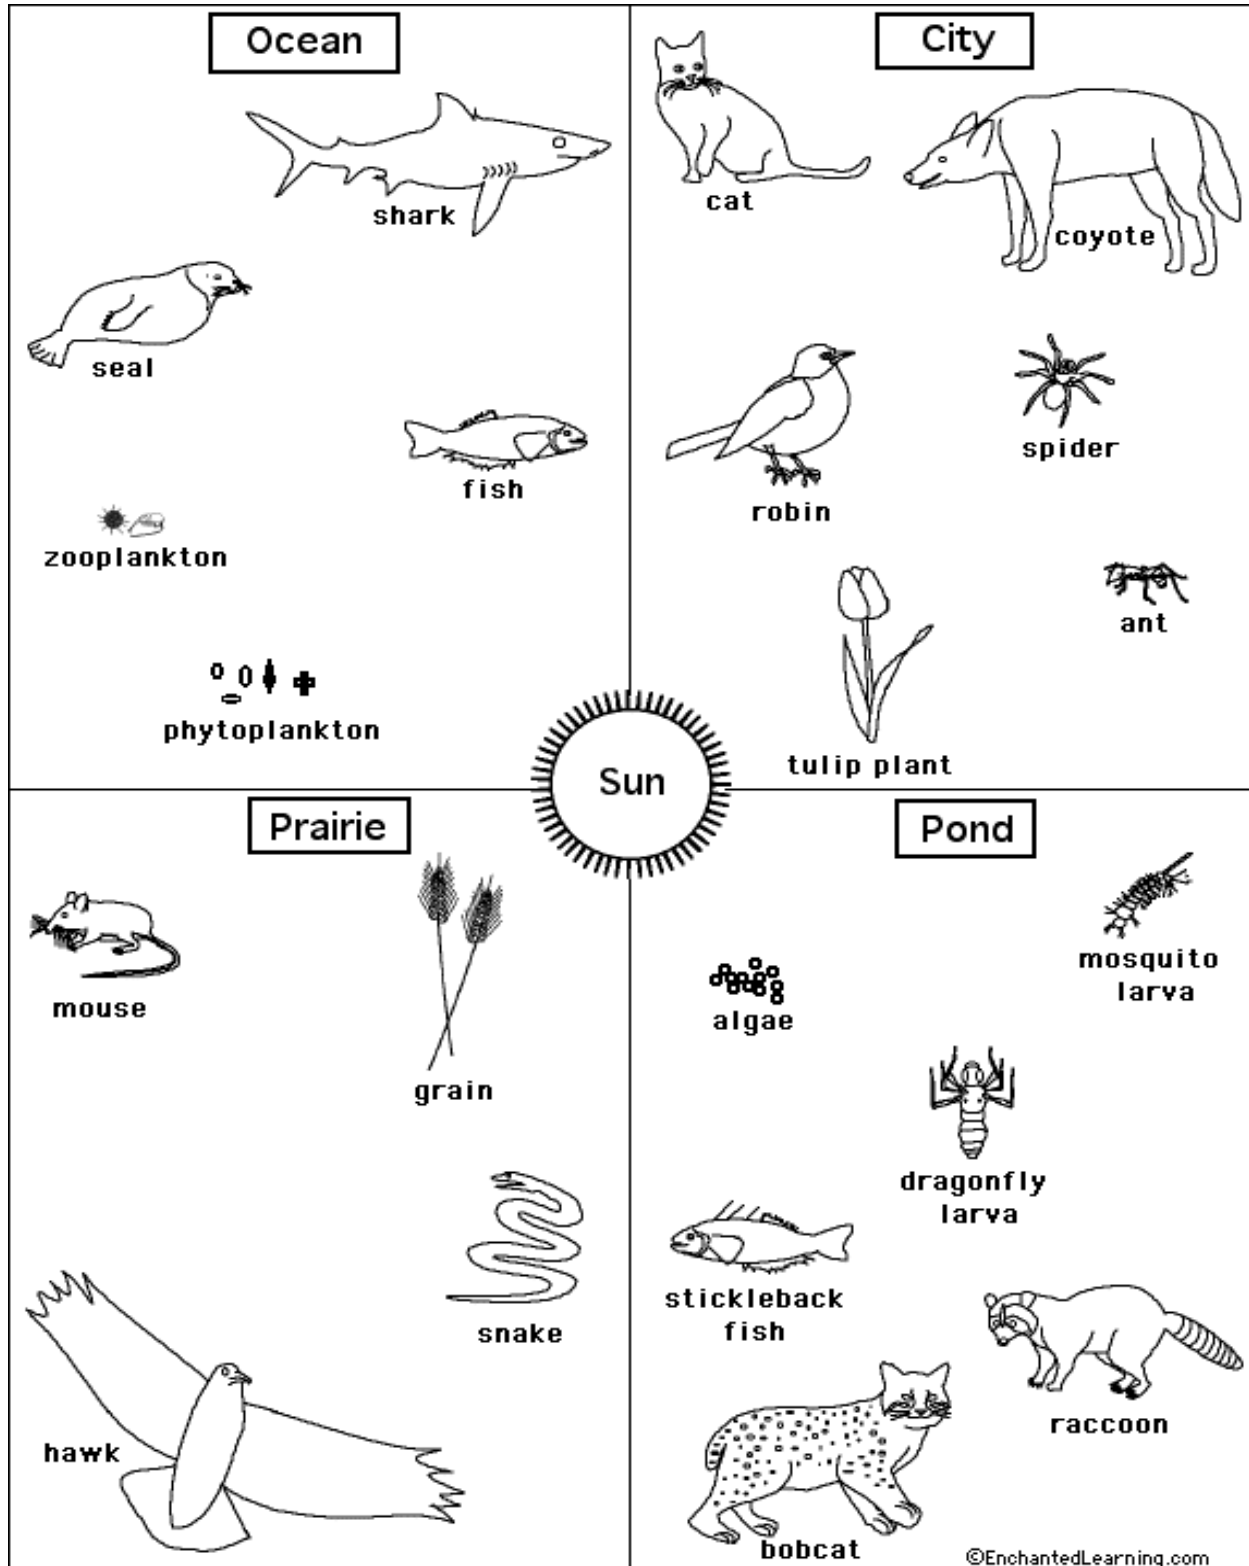 Ocean
shark
seal
fish
zooplankton
phytoplankton
City
cat
coyote
robin
spider
ant
tulip plant
Sun
Prairie
mouse
grain
snake
hawk
Pond
mosquito
larva
algae
dragonfly
larva
stickleback
fish
raccoon
bobcat
©EnchantedLearning.com